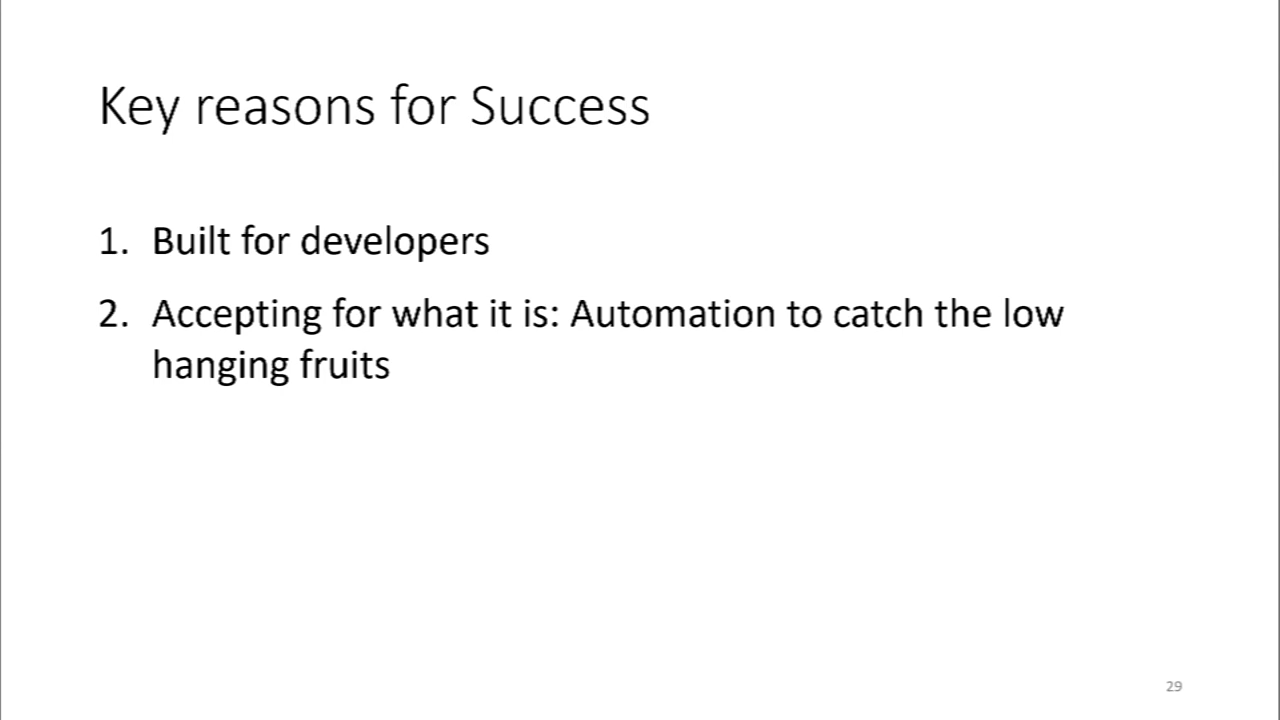 Key reasons for Success
1. Built for developers
2. Accepting for what it is: Automation to catch the low
hanging fruits
29